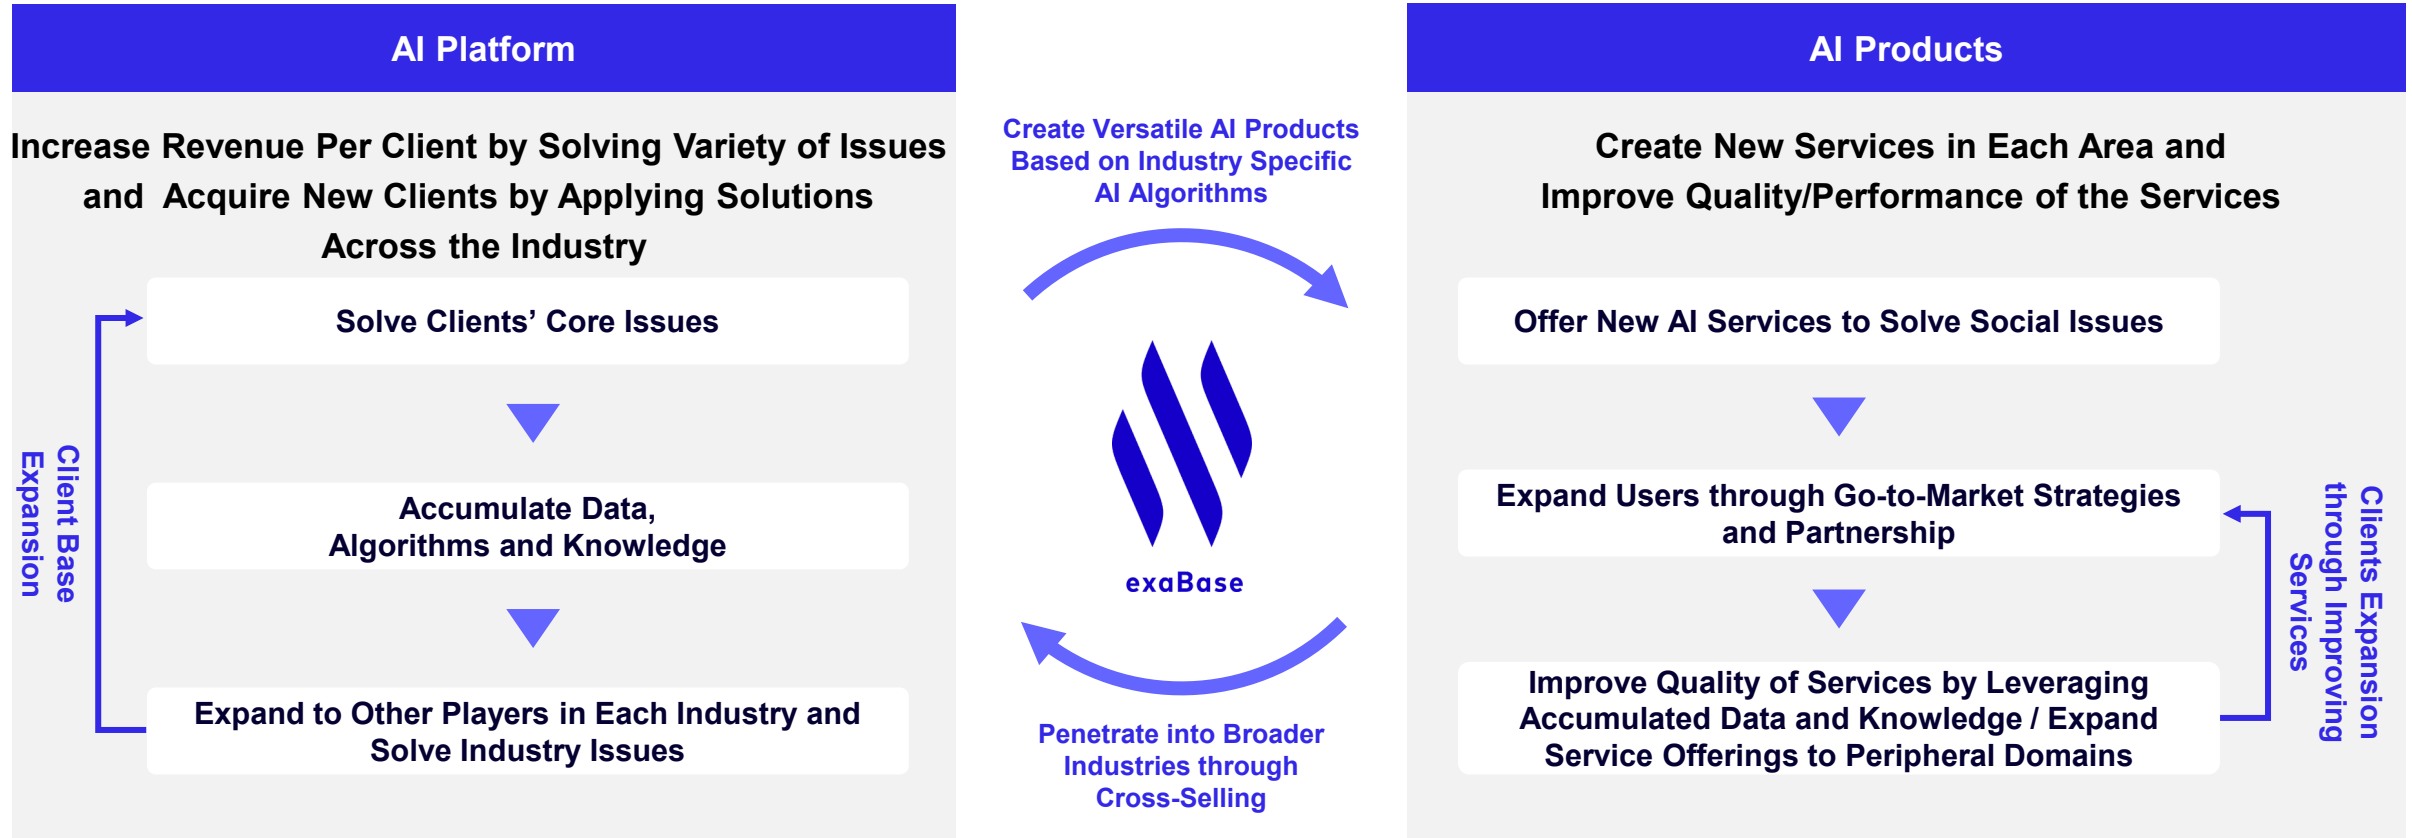 AI Platform
Increase Revenue Per Client by Solving Variety of Issues
and Acquire New Clients by Applying Solutions
Across the Industry
Solve Clients’ Core Issues
Accumulate Data,
Algorithms and Knowledge
Expand to Other Players in Each Industry and
Solve Industry Issues
Client Base
Expansion
Create Versatile AI Products
Based on Industry Specific
AI Algorithms
exaBase
Penetrate into Broader
Industries through
Cross-Selling
AI Products
Create New Services in Each Area and
Improve Quality/Performance of the Services
Offer New AI Services to Solve Social Issues
Expand Users through Go-to-Market Strategies
and Partnership
Improve Quality of Services by Leveraging
Accumulated Data and Knowledge / Expand
Service Offerings to Peripheral Domains
Clients Expansion
through Improving
Services